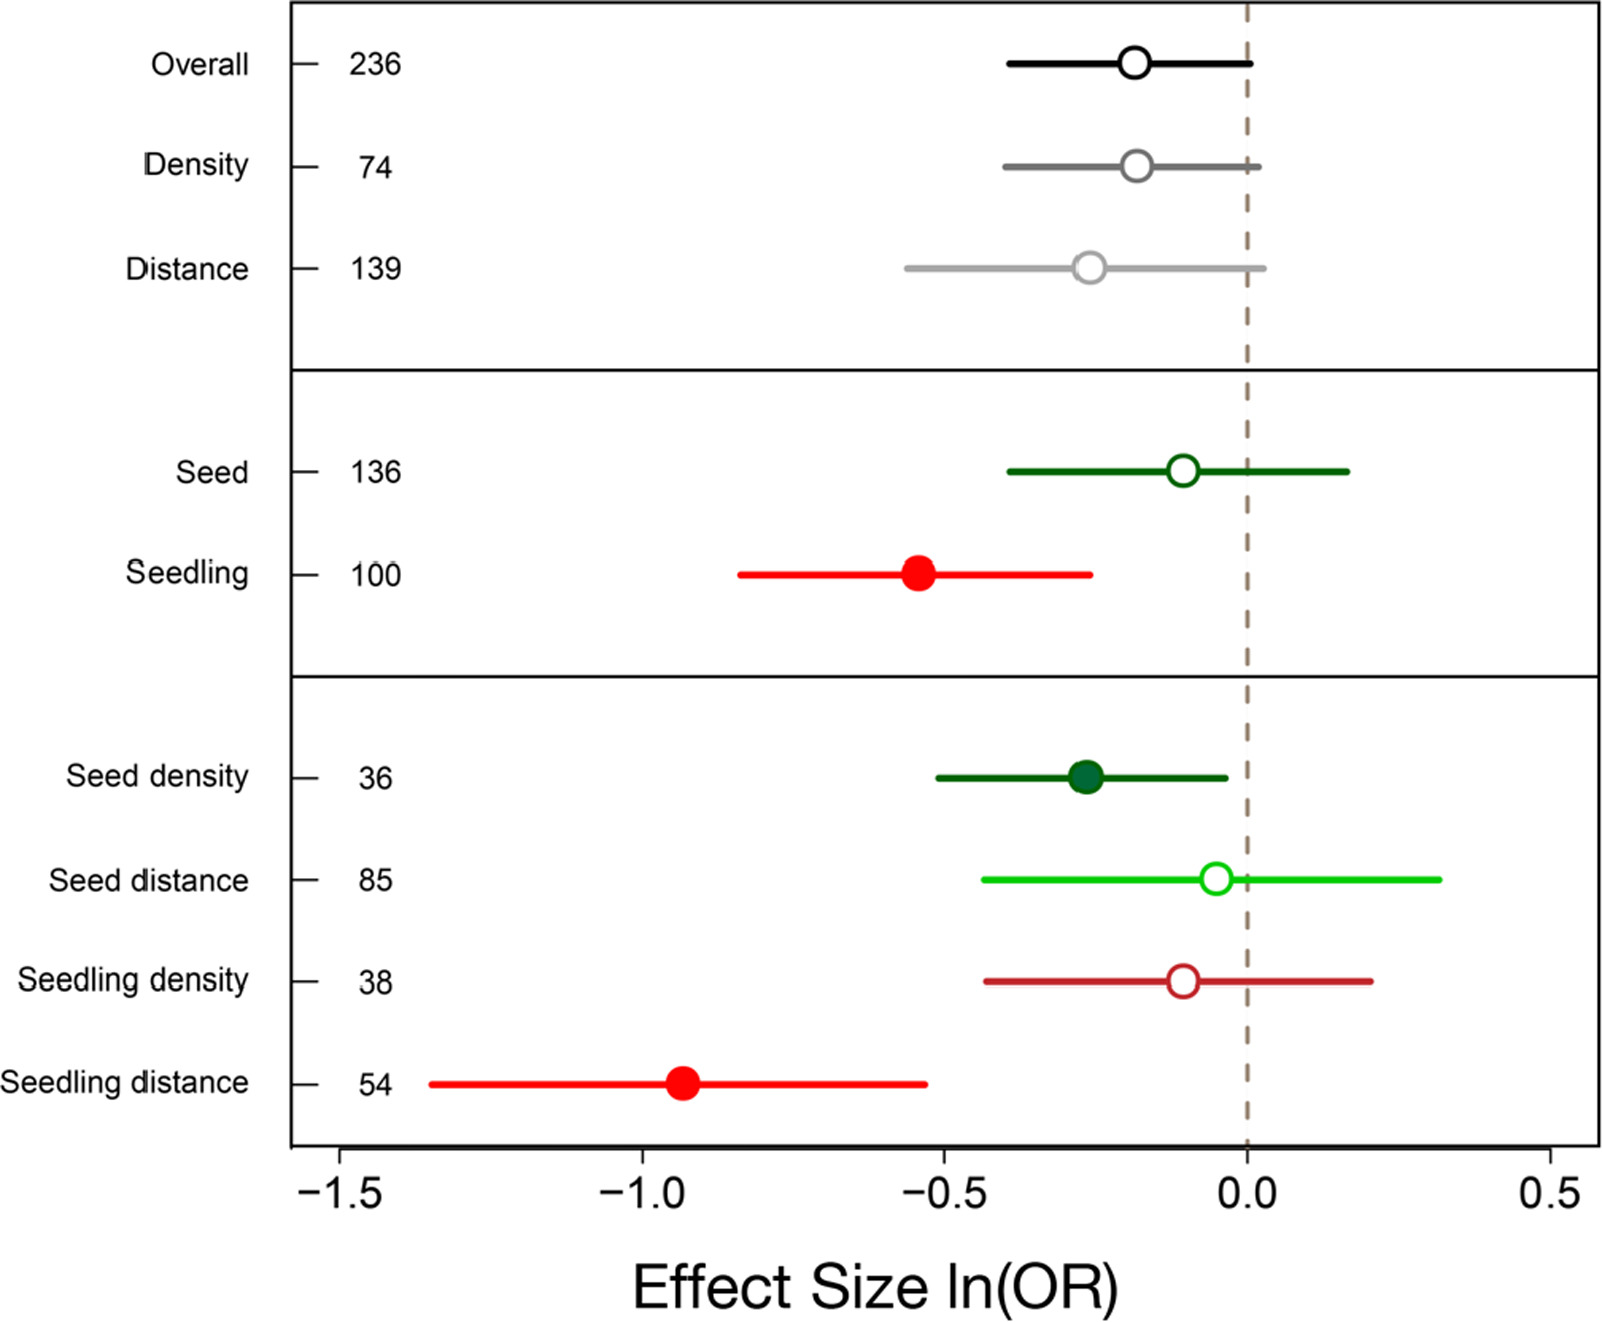 Overall 236
Density 74
Distance 139
Seed 136
Seedling 100
Seed density 36
Seed distance 85
Seedling density 38
Seedling distance 54
−1.5 −1.0 −0.5 0.0 0.5
Effect Size ln(OR)